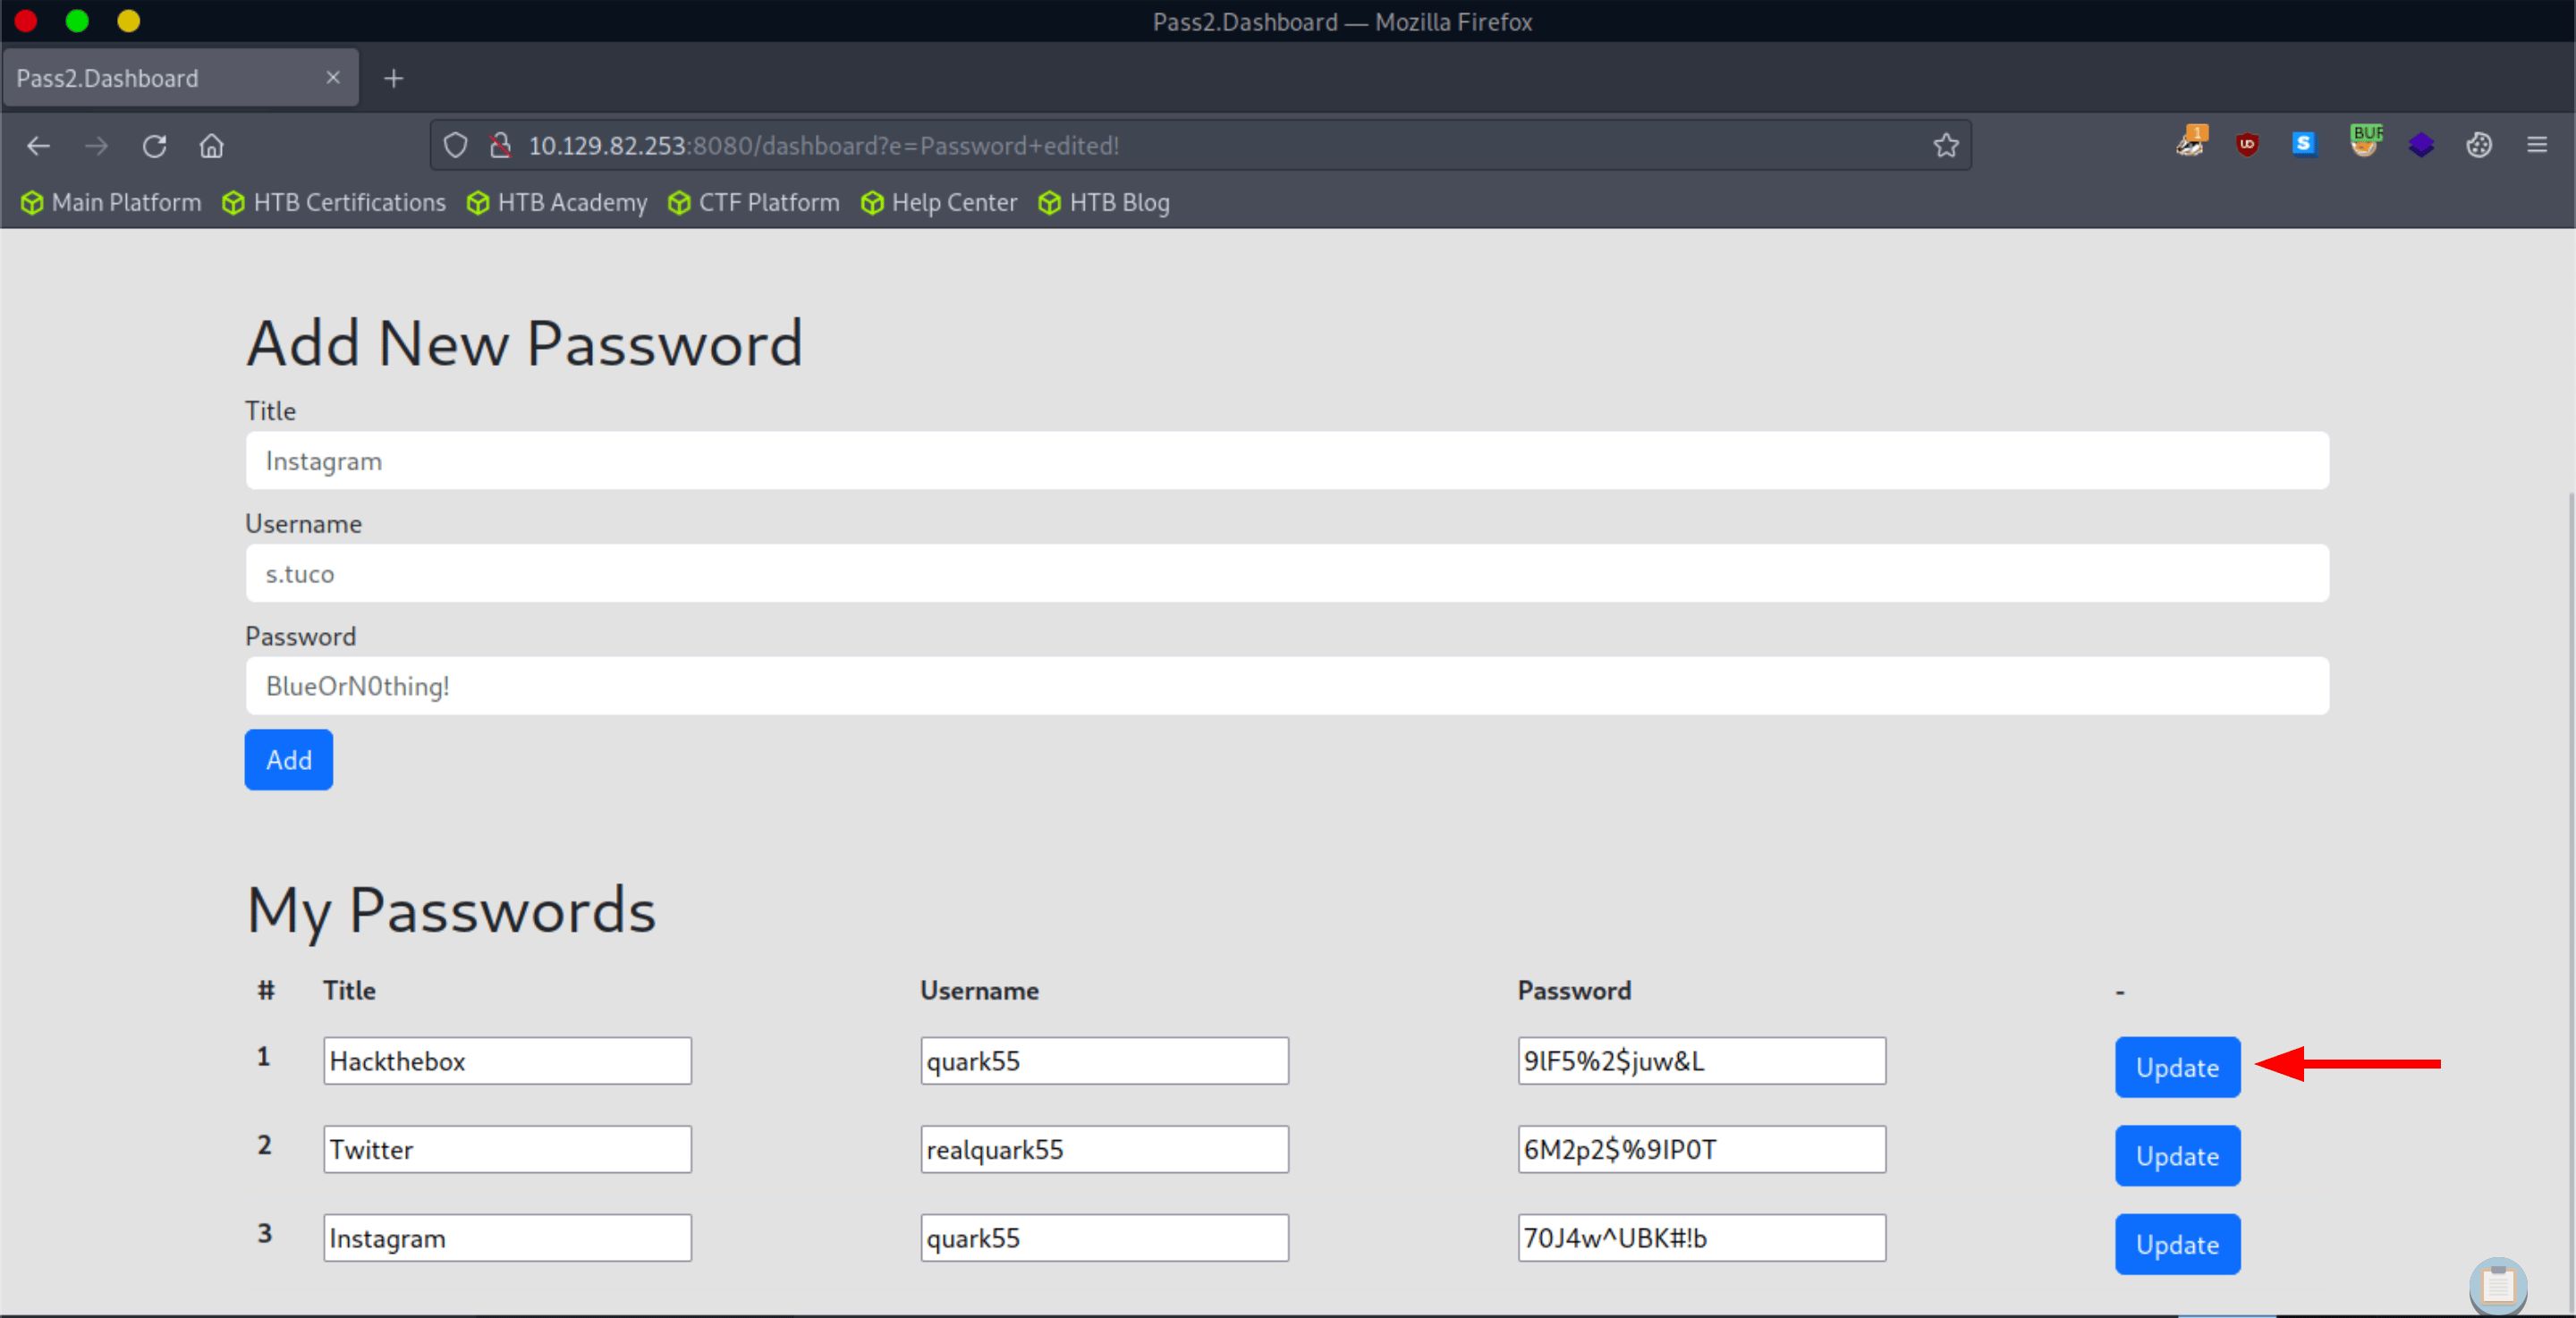 Pass2.Dashboard — Mozilla Firefox
Pass2.Dashboard
10.129.82.253:8080/dashboard?e=Password+edited!
1
UD
S
BUF
Main Platform HTB Certifications HTB Academy CTF Platform Help Center HTB Blog
Add New Password
Title
Instagram
Username
s.tuco
Password
BlueOrN0thing!
Add
My Passwords
# Title Username Password -
1 Hackthebox quark55 9lF5%2$juw&L Update
2 Twitter realquark55 6M2p2$%9IP0T Update
3 Instagram quark55 70J4w^UBK#!b Update